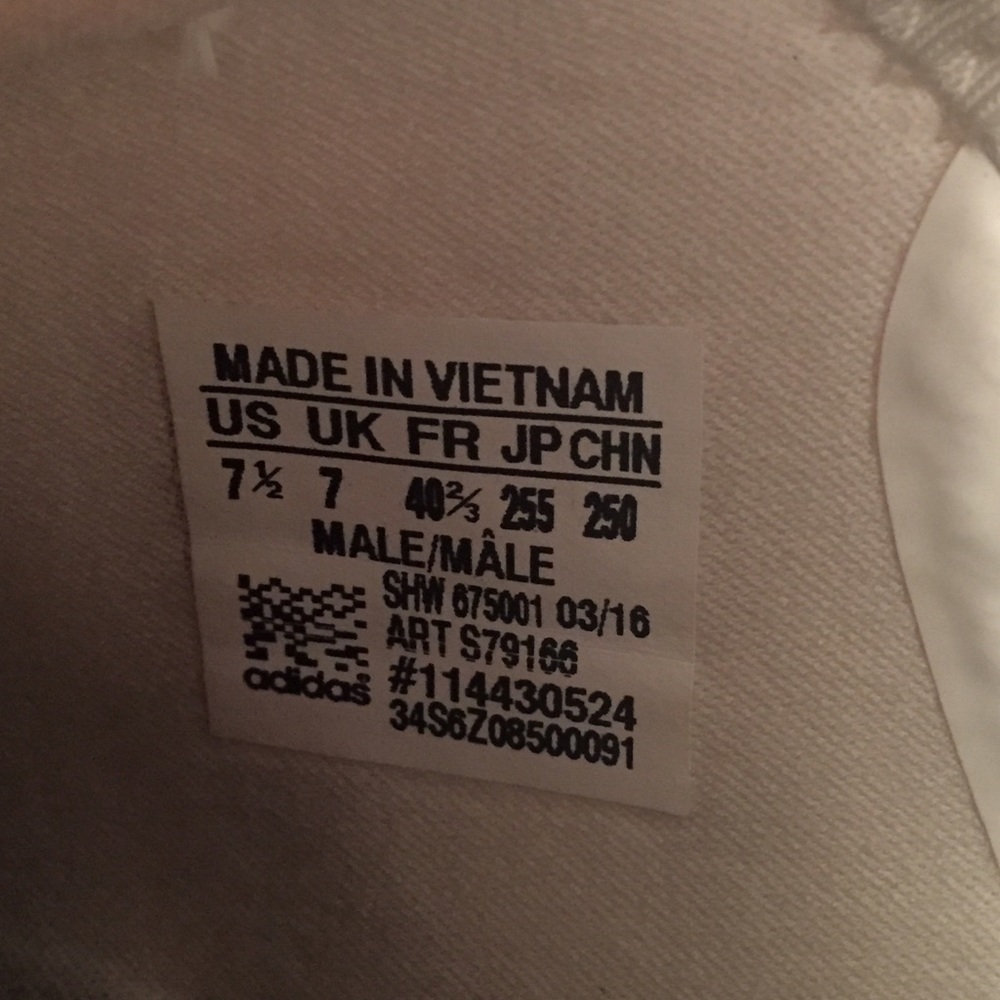 MADE IN VIETNAM
US UK FR JP CHN
7½ 7 40⅔ 255 250
MALE/MÂLE
SHW 675001 03/16
ART S79166
#114430524
34S6Z08500091
adidas